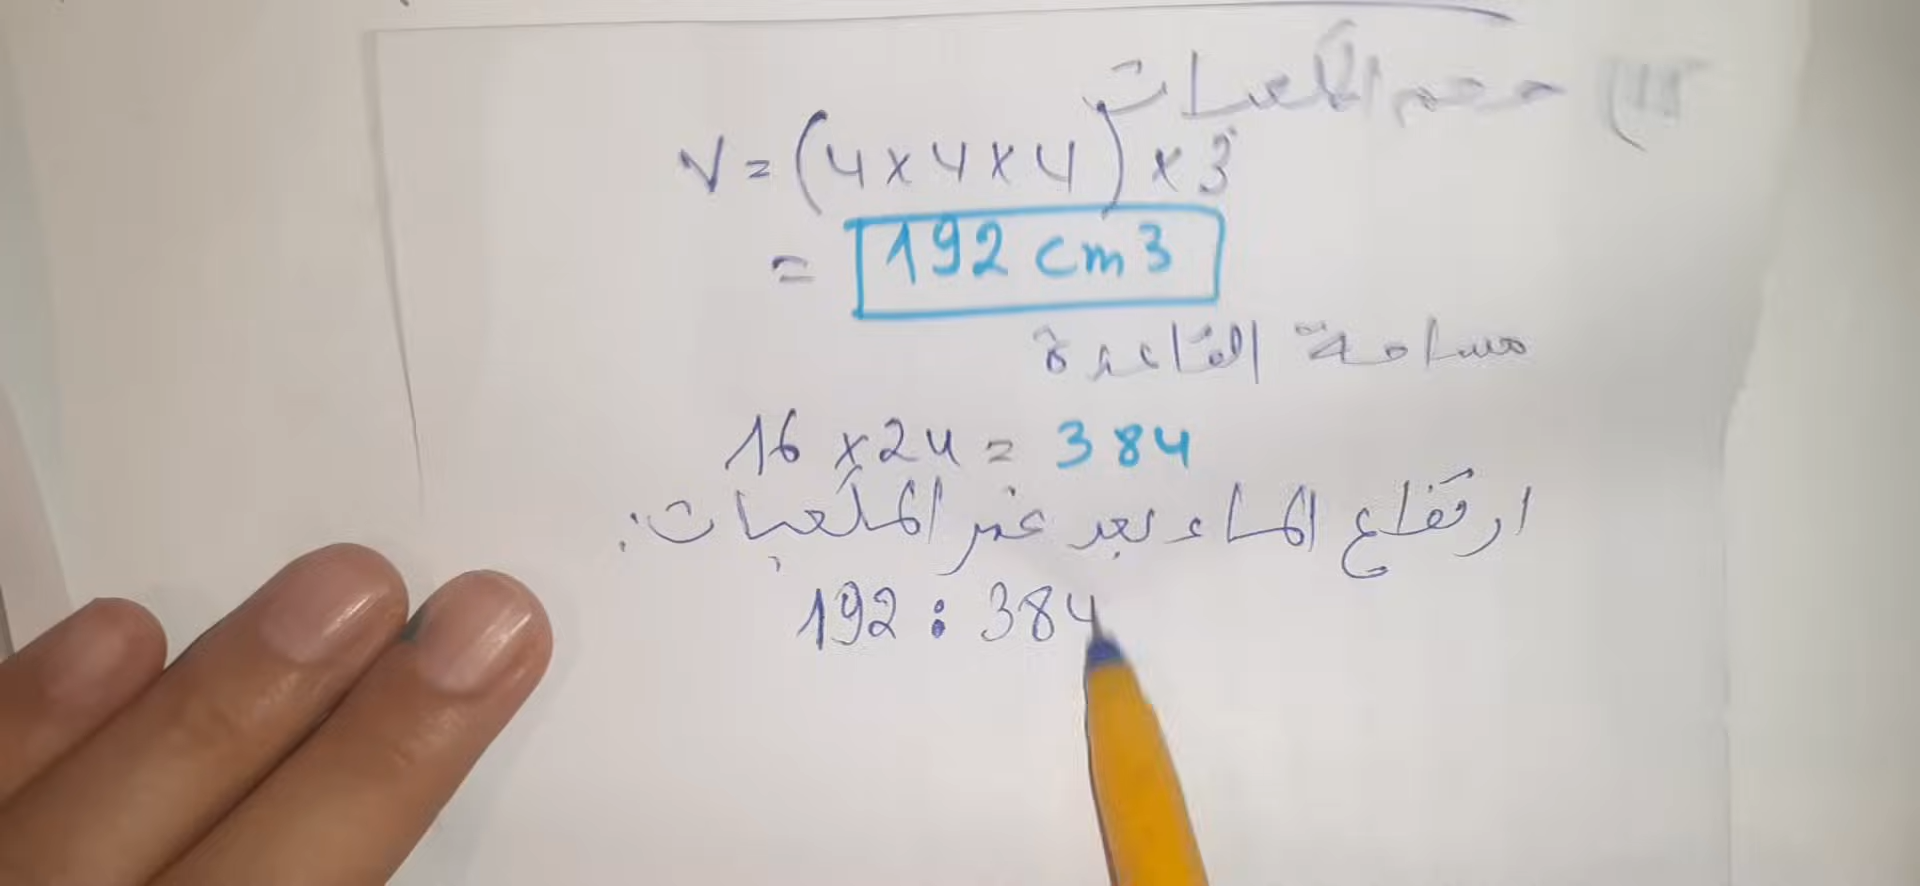 حجم المكعبات
V = (4 x 4 x 4) x 3
= 192 cm3
مساحة القاعدة
16 x 24 = 384
ارتفاع الماء بعد غمر المكعبات:
192 : 384